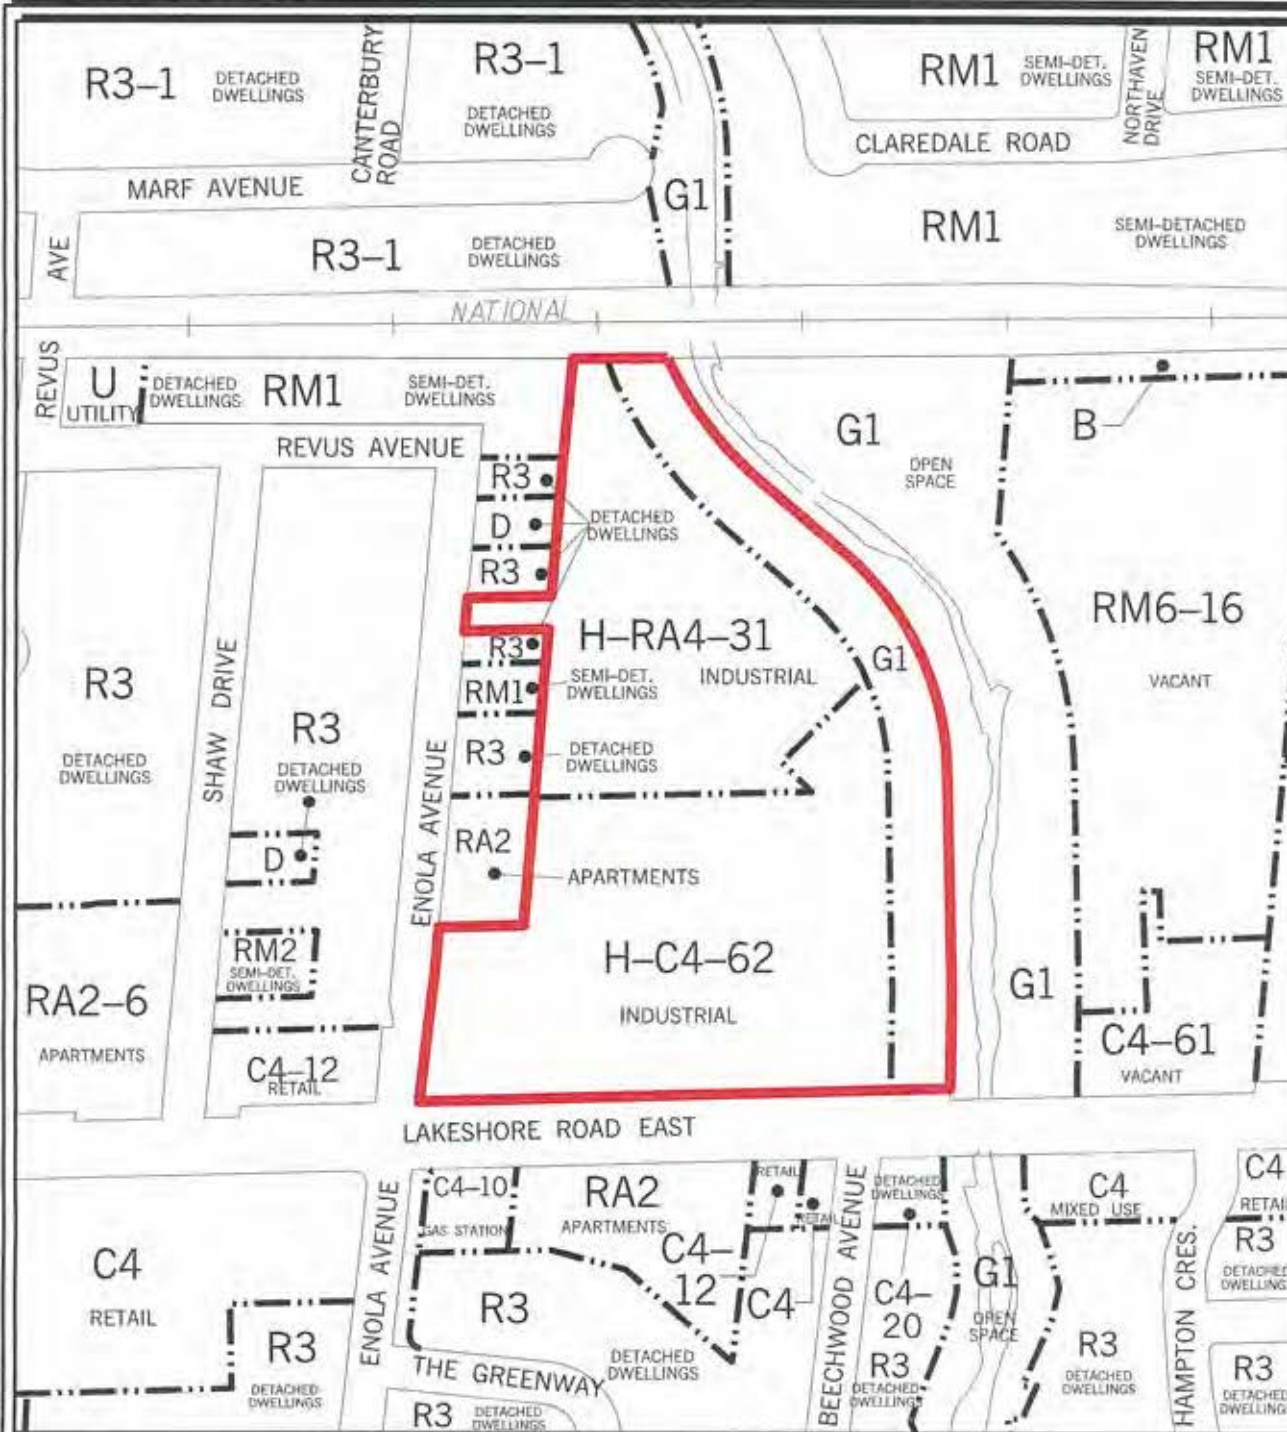 R3–1
DETACHED
DWELLINGS
CANTERBURY
ROAD
R3–1
DETACHED
DWELLINGS
RM1
SEMI–DET.
DWELLINGS
NORTHAVEN
DRIVE
RM1
SEMI–DET.
DWELLINGS
CLAREDALE ROAD
MARF AVENUE
G1
RM1
SEMI–DETACHED
DWELLINGS
AVE
R3–1
DETACHED
DWELLINGS
NATIONAL
REVUS
U
UTILITY
DETACHED
DWELLINGS
RM1
SEMI–DET.
DWELLINGS
REVUS AVENUE
G1
OPEN
SPACE
B
R3
D
R3
DETACHED
DWELLINGS
H–RA4–31
INDUSTRIAL
G1
RM6–16
VACANT
R3
RM1
SEMI–DET.
DWELLINGS
R3
DETACHED
DWELLINGS
R3
DETACHED
DWELLINGS
SHAW DRIVE
R3
DETACHED
DWELLINGS
D
ENOLA AVENUE
RA2
APARTMENTS
RM2
SEMI–DET.
DWELLINGS
H–C4–62
INDUSTRIAL
G1
RA2–6
APARTMENTS
C4–12
RETAIL
C4–61
VACANT
LAKESHORE ROAD EAST
C4
RETAIL
R3
DETACHED
DWELLINGS
ENOLA AVENUE
C4–10
GAS STATION
RA2
APARTMENTS
RETAIL
RETAIL
C4–
12
C4
BEECHWOOD AVENUE
DETACHED
DWELLINGS
C4–
20
R3
DETACHED
DWELLINGS
G1
OPEN
SPACE
C4
MIXED USE
R3
DETACHED
DWELLINGS
HAMPTON CRES.
C4
RETAIL
R3
DETACHED
DWELLING
R3
DETACHED
DWELLING
R3
DETACHED
DWELLINGS
THE GREENWAY
R3
DETACHED
DWELLINGS